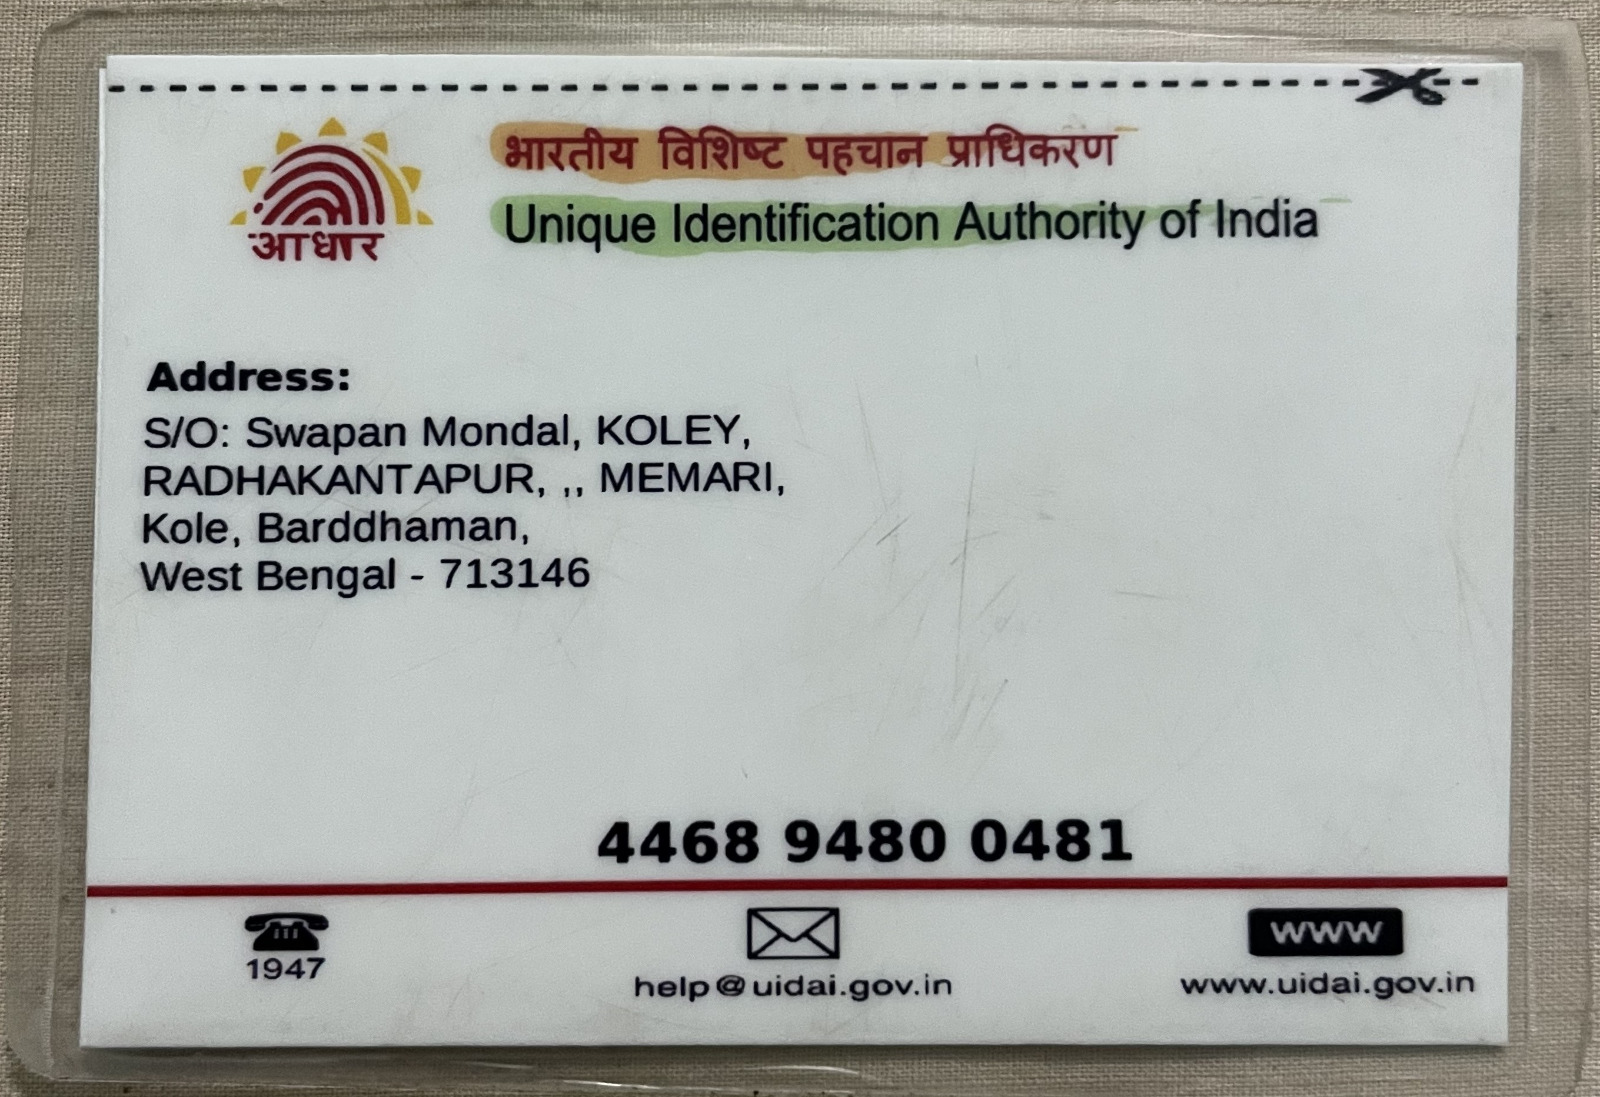 भारतीय विशिष्ट पहचान प्राधिकरण
Unique Identification Authority of India
आधार
Address:
S/O: Swapan Mondal, KOLEY,
RADHAKANTAPUR, ,, MEMARI,
Kole, Barddhaman,
West Bengal - 713146
4468 9480 0481
1947
help@uidai.gov.in
WWW
www.uidai.gov.in